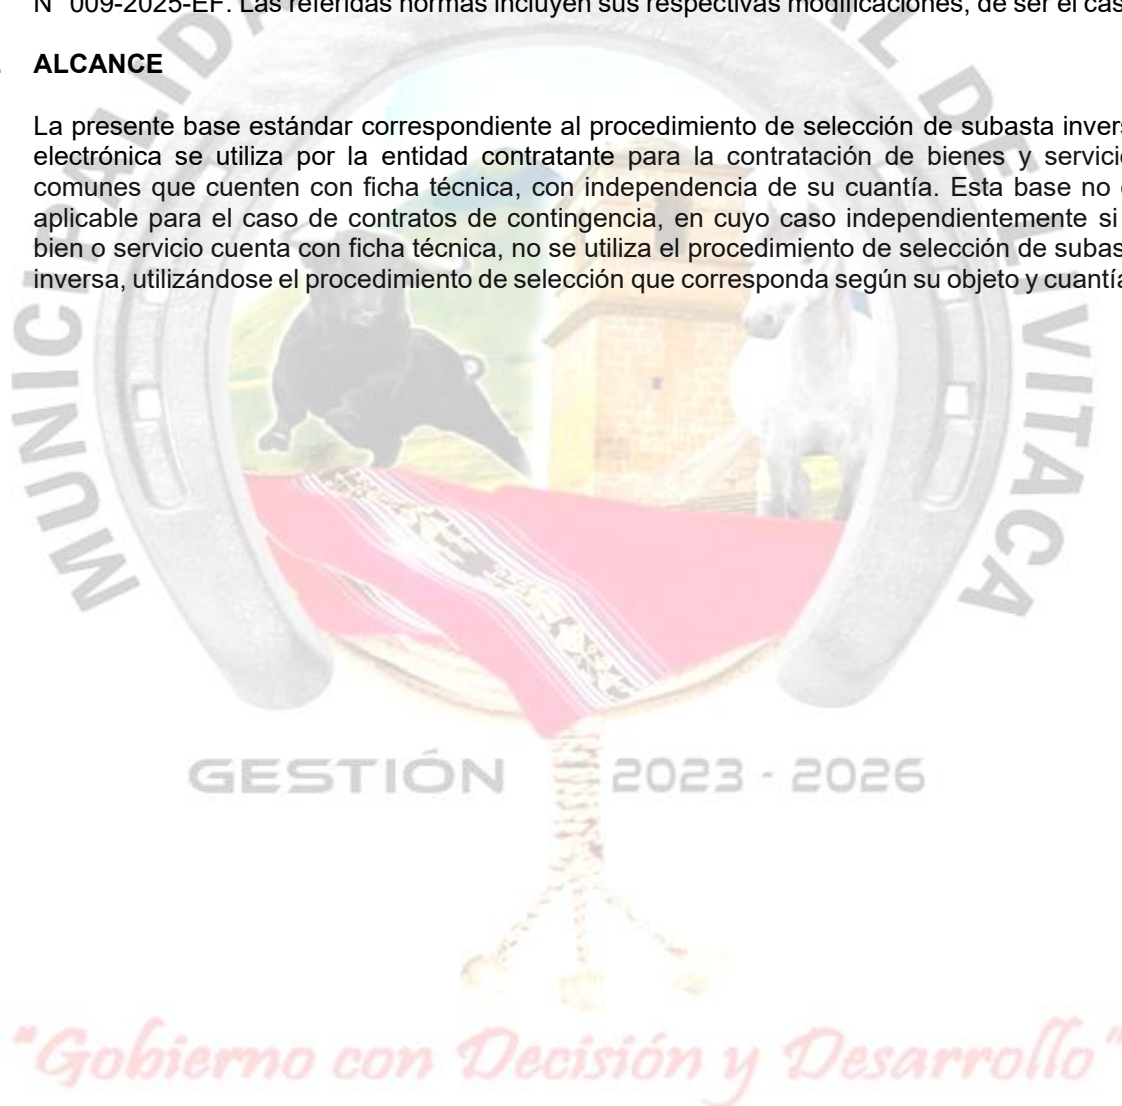 N° 009-2025-EF. Las referidas normas incluyen sus respectivas modificaciones, de ser el cas
ALCANCE
La presente base estándar correspondiente al procedimiento de selección de subasta invers
electrónica se utiliza por la entidad contratante para la contratación de bienes y servici
comunes que cuenten con ficha técnica, con independencia de su cuantía. Esta base no
aplicable para el caso de contratos de contingencia, en cuyo caso independientemente si
bien o servicio cuenta con ficha técnica, no se utiliza el procedimiento de selección de subas
inversa, utilizándose el procedimiento de selección que corresponda según su objeto y cuantía
MUNICIPALIDA
AL DE LIVITACA
GESTIÓN 2023 - 2026
"Gobierno con Decisión y Desarrollo"